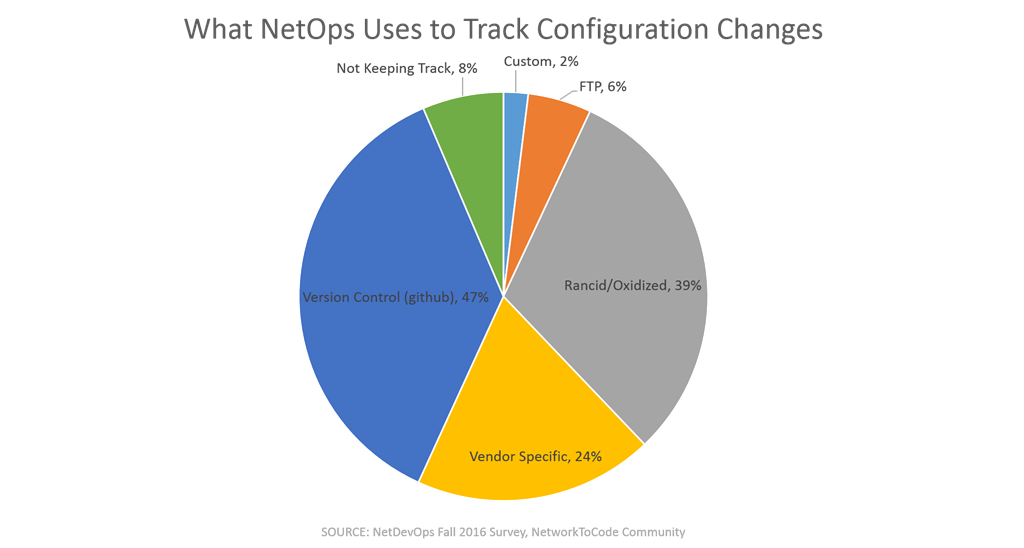 What NetOps Uses to Track Configuration Changes
Custom, 2%
Not Keeping Track, 8%
FTP, 6%
Rancid/Oxidized, 39%
Version Control (github), 47%
Vendor Specific, 24%
SOURCE: NetDevOps Fall 2016 Survey, NetworkToCode Community